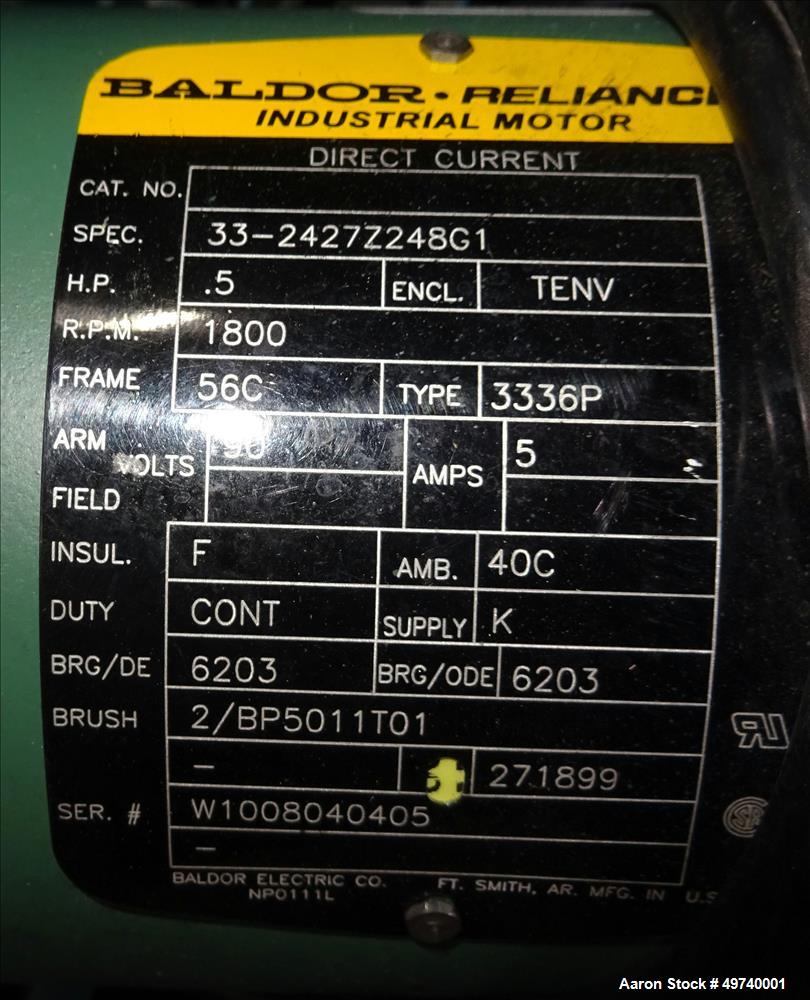 BALDOR • RELIANC
INDUSTRIAL MOTOR
DIRECT CURRENT
CAT. NO.
SPEC. 33-2427Z248G1
H.P. .5 ENCL. TENV
R.P.M. 1800
FRAME 56C TYPE 3336P
ARM VOLTS 90 AMPS 5
FIELD
INSUL. F AMB. 40C
DUTY CONT SUPPLY K
BRG/DE 6203 BRG/ODE 6203
BRUSH 2/BP5011T01
- 271899
SER. # W1008040405
-
BALDOR ELECTRIC CO. FT. SMITH, AR. MFG. IN U.S
NP0111L
Aaron Stock # 49740001